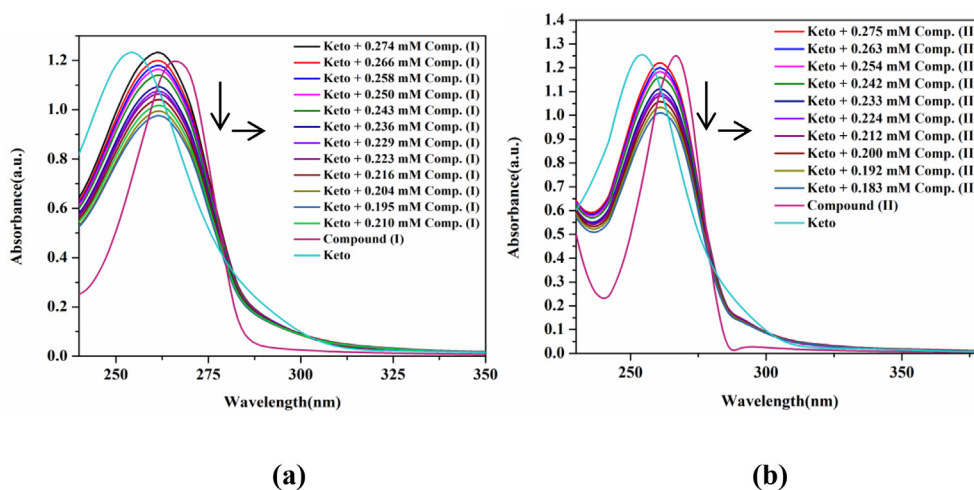 Keto + 0.274 mM Comp. (I)
Keto + 0.266 mM Comp. (I)
Keto + 0.258 mM Comp. (I)
Keto + 0.250 mM Comp. (I)
Keto + 0.243 mM Comp. (I)
Keto + 0.236 mM Comp. (I)
Keto + 0.229 mM Comp. (I)
Keto + 0.223 mM Comp. (I)
Keto + 0.216 mM Comp. (I)
Keto + 0.204 mM Comp. (I)
Keto + 0.195 mM Comp. (I)
Keto + 0.210 mM Comp. (I)
Compound (I)
Keto
1.2
1.0
0.8
0.6
0.4
0.2
0.0
Absorbance(a.u.)
250 275 300 325 350
Wavelength(nm)
(a)
Keto + 0.275 mM Comp. (II
Keto + 0.263 mM Comp. (II
Keto + 0.254 mM Comp. (II
Keto + 0.242 mM Comp. (II
Keto + 0.233 mM Comp. (II
Keto + 0.224 mM Comp. (II
Keto + 0.212 mM Comp. (II
Keto + 0.200 mM Comp. (II
Keto + 0.192 mM Comp. (II
Keto + 0.183 mM Comp. (II
Compound (II)
Keto
1.4
1.3
1.2
1.1
1.0
0.9
0.8
0.7
0.6
0.5
0.4
0.3
0.2
0.1
0.0
Absorbance(a.u.)
250 300 350
Wavelength(nm)
(b)